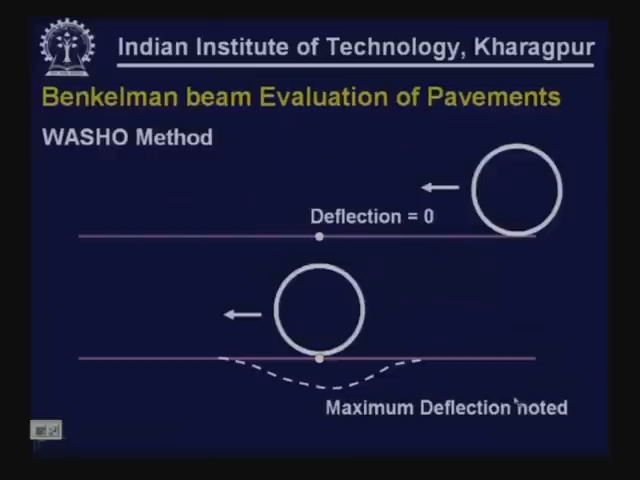 Indian Institute of Technology, Kharagpur
Benkelman beam Evaluation of Pavements
WASHO Method
Deflection = 0
Maximum Deflection noted